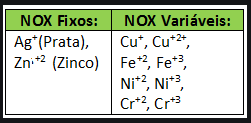 NOX Fixos:
NOX Variáveis:
Ag⁺(Prata),
Zn⁺² (Zinco)
Cu⁺, Cu⁺²⁺,
Fe⁺², Fe⁺³,
Ni⁺², Ni⁺³
Cr⁺², Cr⁺³